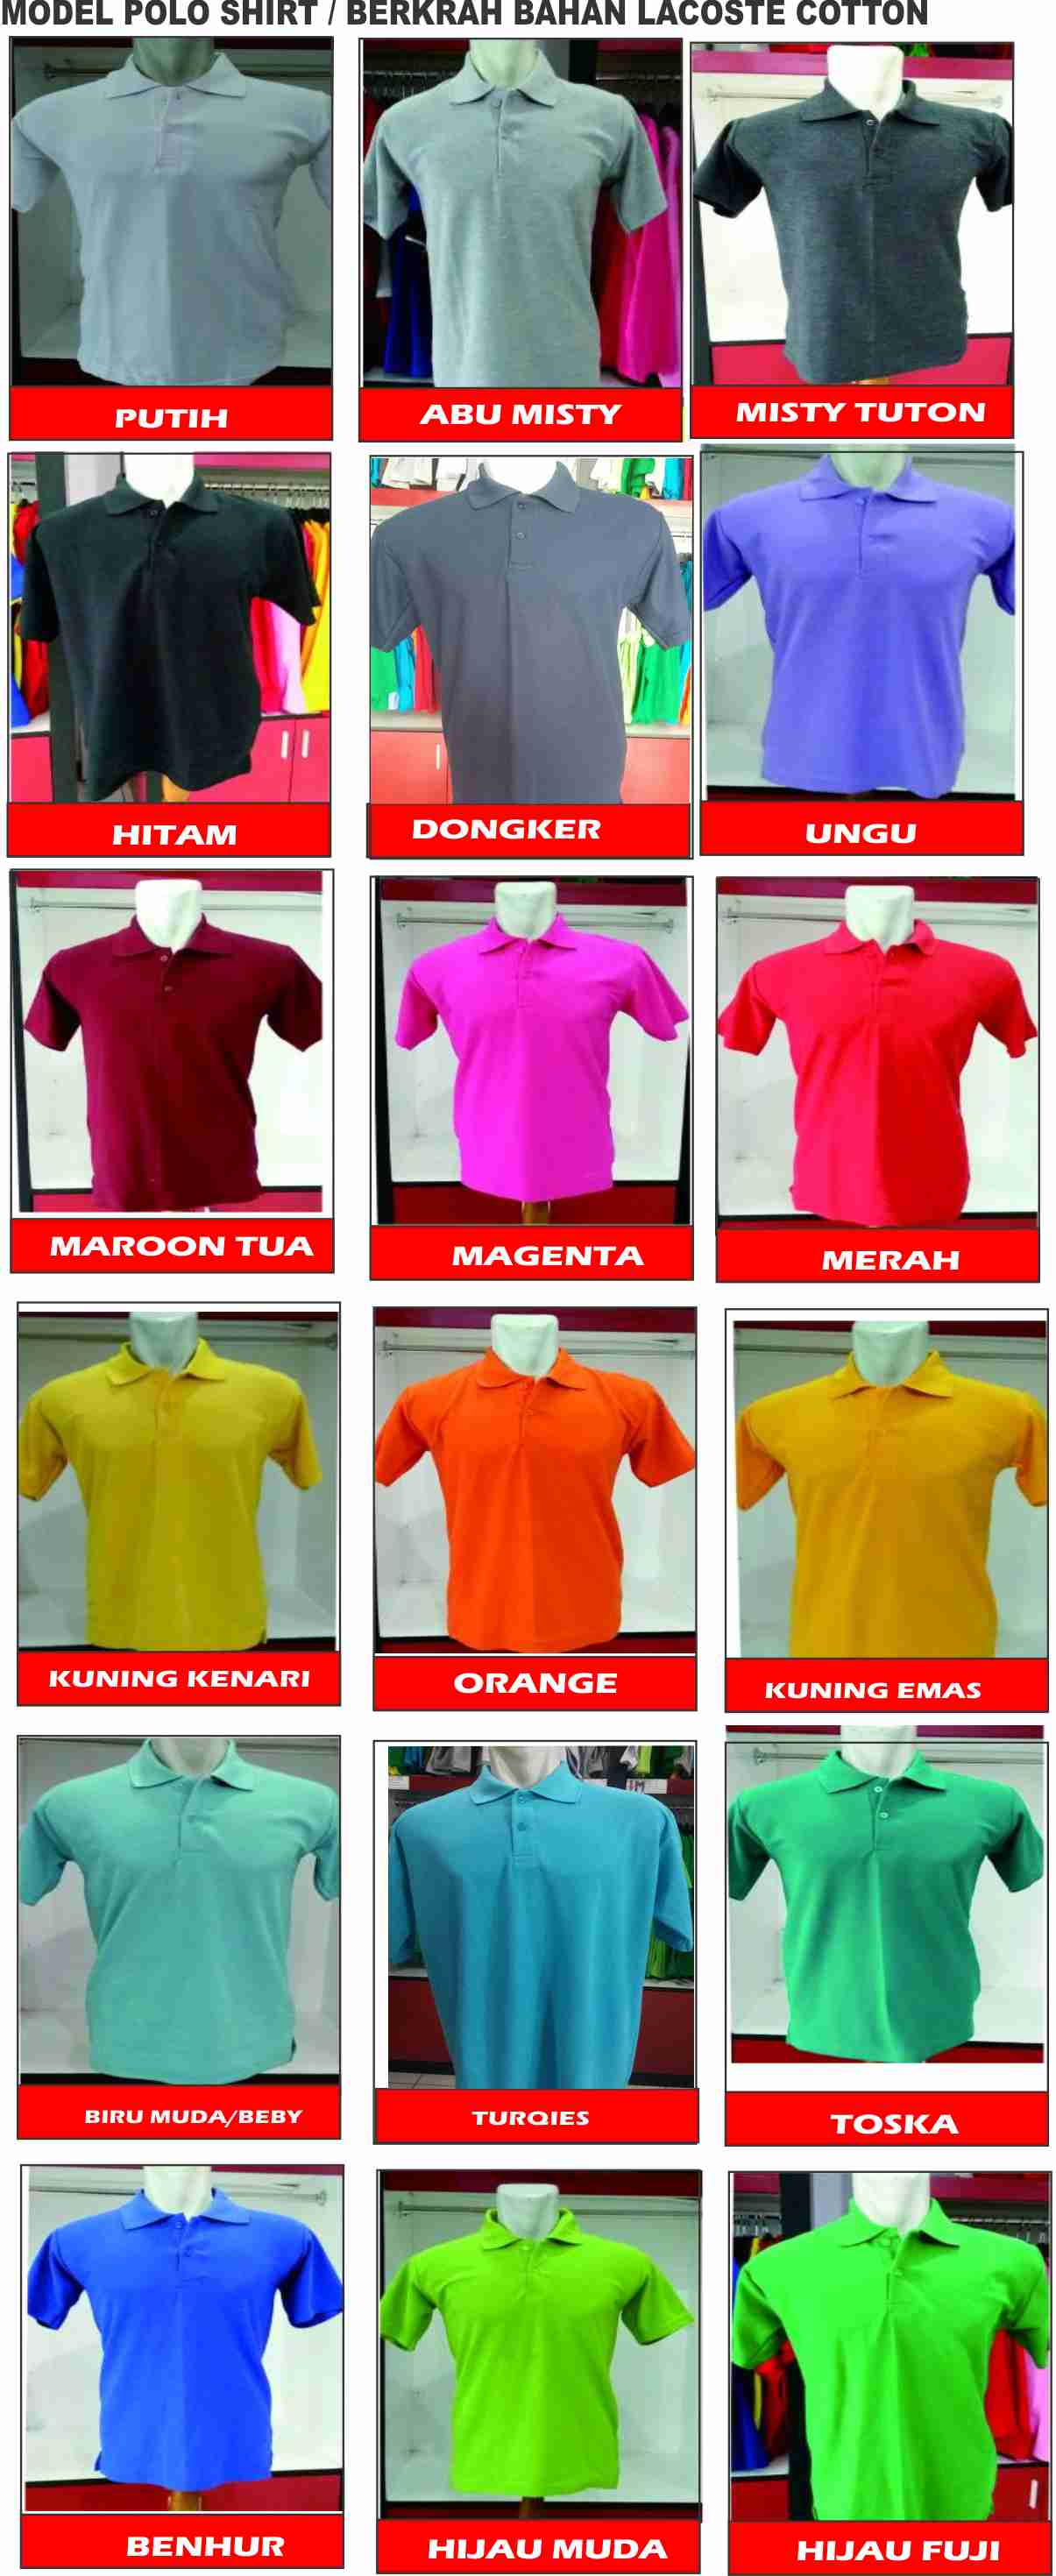 MODEL POLO SHIRT / BERKRAH BAHAN LACOSTE COTTON
PUTIH
ABU MISTY
MISTY TUTON
HITAM
DONGKER
UNGU
MAROON TUA
MAGENTA
MERAH
KUNING KENARI
ORANGE
KUNING EMAS
BIRU MUDA/BEBY
TURQIES
TOSKA
BENHUR
HIJAU MUDA
HIJAU FUJI